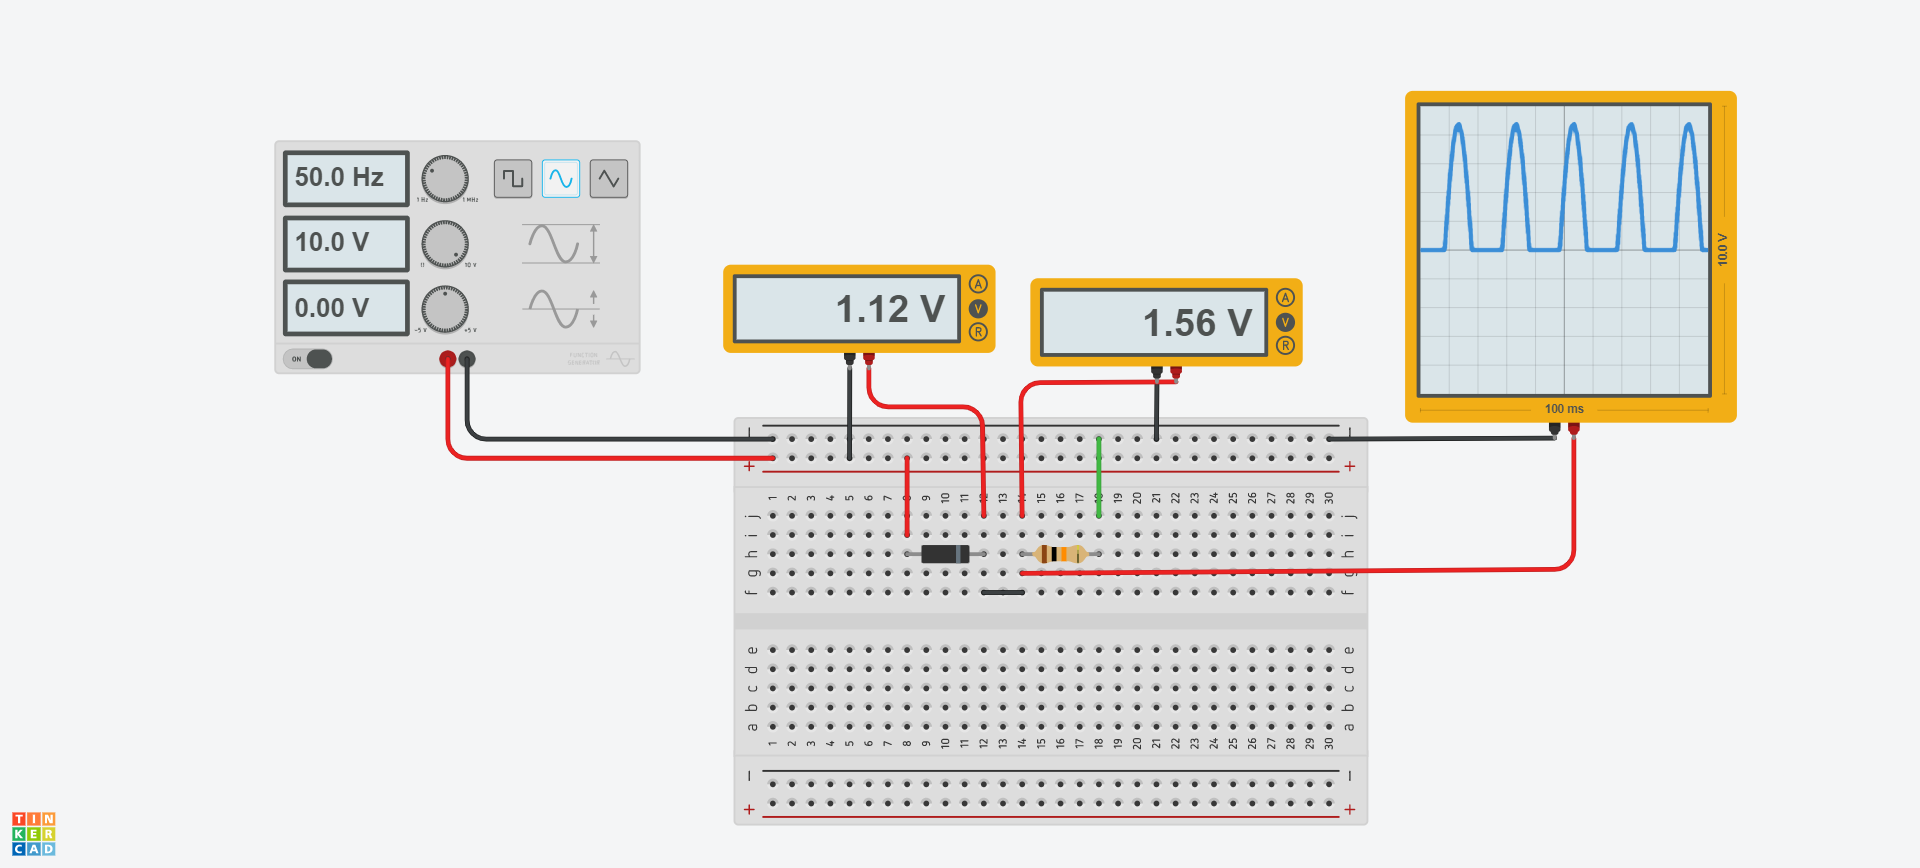 50.0 Hz
1 Hz
1 MHz
10.0 V
10 V
0.00 V
-5 V
+5 V
ON
FUNCTION
GENERATOR
1.12 V
A
V
R
1.56 V
A
V
R
10.0 V
100 ms
+
+
1 2 3 4 5 6 7 8 9 10 11 12 13 14 15 16 17 18 19 20 21 22 23 24 25 26 27 28 29 30
j j
i i
h h
g g
f f
e e
d d
c c
b b
a a
1 2 3 4 5 6 7 8 9 10 11 12 13 14 15 16 17 18 19 20 21 22 23 24 25 26 27 28 29 30
+
+
TIN
KER
CAD